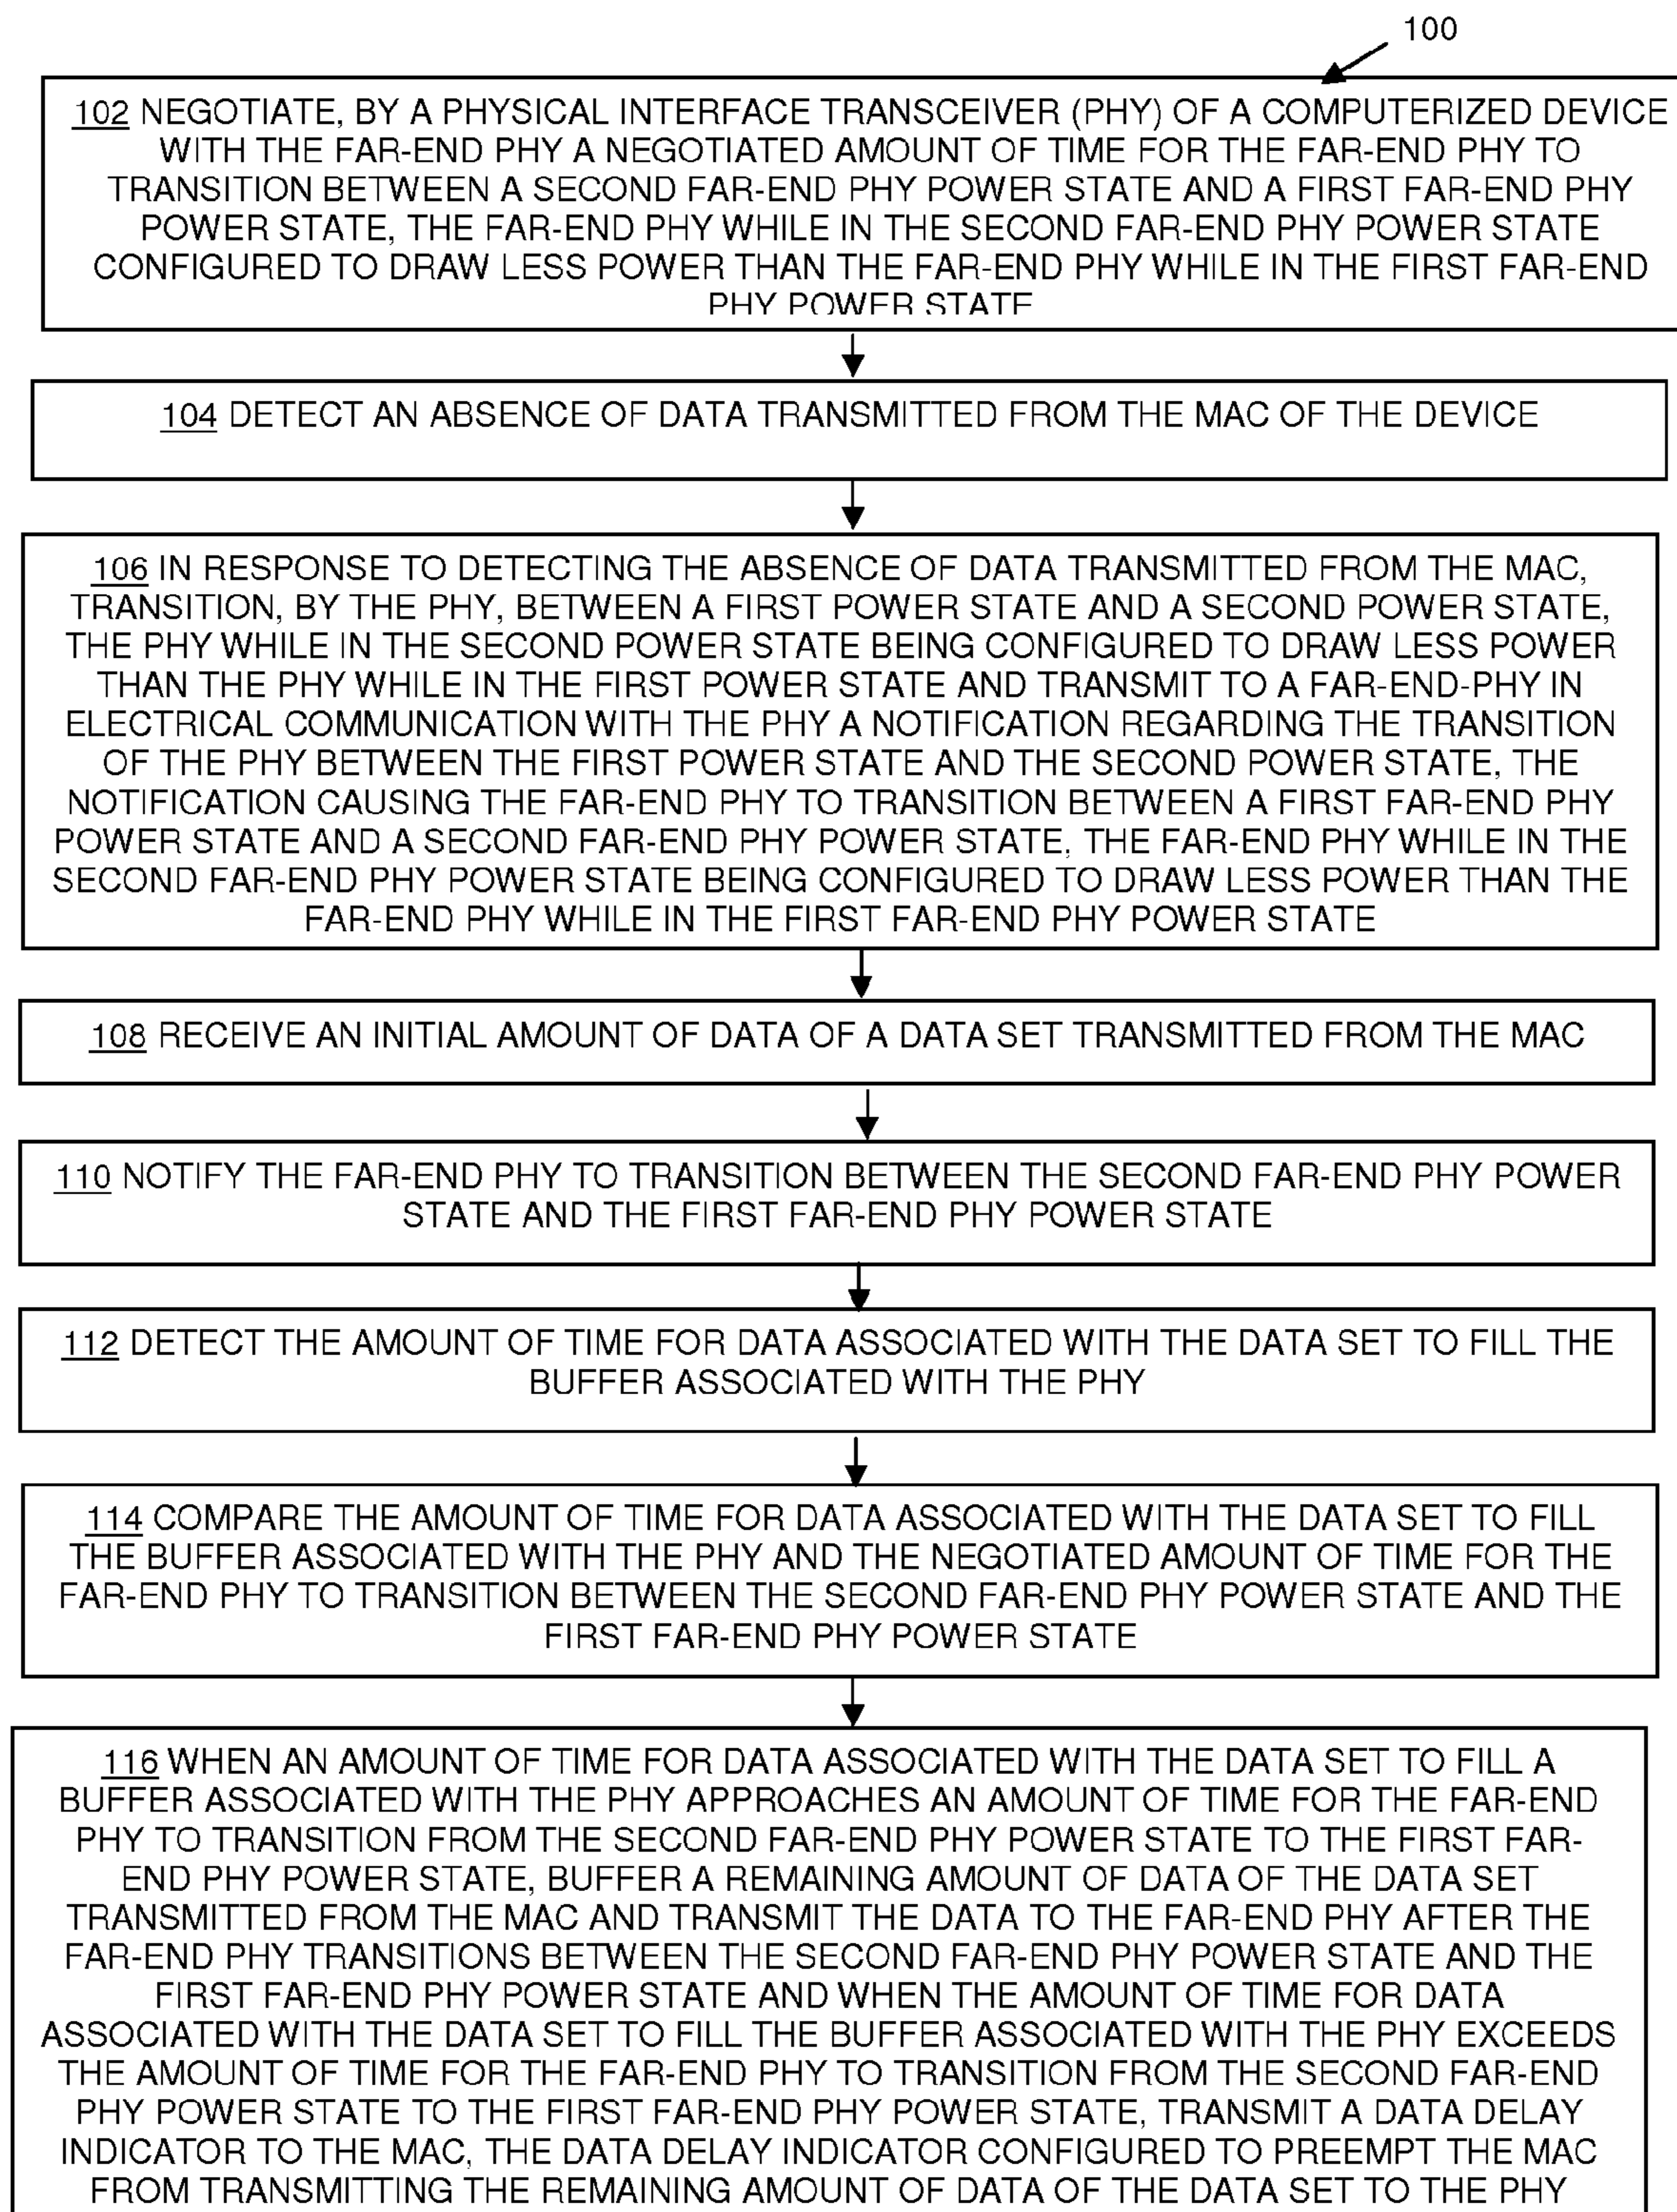 100
102 NEGOTIATE, BY A PHYSICAL INTERFACE TRANSCEIVER (PHY) OF A COMPUTERIZED DEVICE
WITH THE FAR-END PHY A NEGOTIATED AMOUNT OF TIME FOR THE FAR-END PHY TO
TRANSITION BETWEEN A SECOND FAR-END PHY POWER STATE AND A FIRST FAR-END PHY
POWER STATE, THE FAR-END PHY WHILE IN THE SECOND FAR-END PHY POWER STATE
CONFIGURED TO DRAW LESS POWER THAN THE FAR-END PHY WHILE IN THE FIRST FAR-END
PHY POWER STATE
104 DETECT AN ABSENCE OF DATA TRANSMITTED FROM THE MAC OF THE DEVICE
106 IN RESPONSE TO DETECTING THE ABSENCE OF DATA TRANSMITTED FROM THE MAC,
TRANSITION, BY THE PHY, BETWEEN A FIRST POWER STATE AND A SECOND POWER STATE,
THE PHY WHILE IN THE SECOND POWER STATE BEING CONFIGURED TO DRAW LESS POWER
THAN THE PHY WHILE IN THE FIRST POWER STATE AND TRANSMIT TO A FAR-END-PHY IN
ELECTRICAL COMMUNICATION WITH THE PHY A NOTIFICATION REGARDING THE TRANSITION
OF THE PHY BETWEEN THE FIRST POWER STATE AND THE SECOND POWER STATE, THE
NOTIFICATION CAUSING THE FAR-END PHY TO TRANSITION BETWEEN A FIRST FAR-END PHY
POWER STATE AND A SECOND FAR-END PHY POWER STATE, THE FAR-END PHY WHILE IN THE
SECOND FAR-END PHY POWER STATE BEING CONFIGURED TO DRAW LESS POWER THAN THE
FAR-END PHY WHILE IN THE FIRST FAR-END PHY POWER STATE
108 RECEIVE AN INITIAL AMOUNT OF DATA OF A DATA SET TRANSMITTED FROM THE MAC
110 NOTIFY THE FAR-END PHY TO TRANSITION BETWEEN THE SECOND FAR-END PHY POWER
STATE AND THE FIRST FAR-END PHY POWER STATE
112 DETECT THE AMOUNT OF TIME FOR DATA ASSOCIATED WITH THE DATA SET TO FILL THE
BUFFER ASSOCIATED WITH THE PHY
114 COMPARE THE AMOUNT OF TIME FOR DATA ASSOCIATED WITH THE DATA SET TO FILL
THE BUFFER ASSOCIATED WITH THE PHY AND THE NEGOTIATED AMOUNT OF TIME FOR THE
FAR-END PHY TO TRANSITION BETWEEN THE SECOND FAR-END PHY POWER STATE AND THE
FIRST FAR-END PHY POWER STATE
116 WHEN AN AMOUNT OF TIME FOR DATA ASSOCIATED WITH THE DATA SET TO FILL A
BUFFER ASSOCIATED WITH THE PHY APPROACHES AN AMOUNT OF TIME FOR THE FAR-END
PHY TO TRANSITION FROM THE SECOND FAR-END PHY POWER STATE TO THE FIRST FAR-
END PHY POWER STATE, BUFFER A REMAINING AMOUNT OF DATA OF THE DATA SET
TRANSMITTED FROM THE MAC AND TRANSMIT THE DATA TO THE FAR-END PHY AFTER THE
FAR-END PHY TRANSITIONS BETWEEN THE SECOND FAR-END PHY POWER STATE AND THE
FIRST FAR-END PHY POWER STATE AND WHEN THE AMOUNT OF TIME FOR DATA
ASSOCIATED WITH THE DATA SET TO FILL THE BUFFER ASSOCIATED WITH THE PHY EXCEEDS
THE AMOUNT OF TIME FOR THE FAR-END PHY TO TRANSITION FROM THE SECOND FAR-END
PHY POWER STATE TO THE FIRST FAR-END PHY POWER STATE, TRANSMIT A DATA DELAY
INDICATOR TO THE MAC, THE DATA DELAY INDICATOR CONFIGURED TO PREEMPT THE MAC
FROM TRANSMITTING THE REMAINING AMOUNT OF DATA OF THE DATA SET TO THE PHY